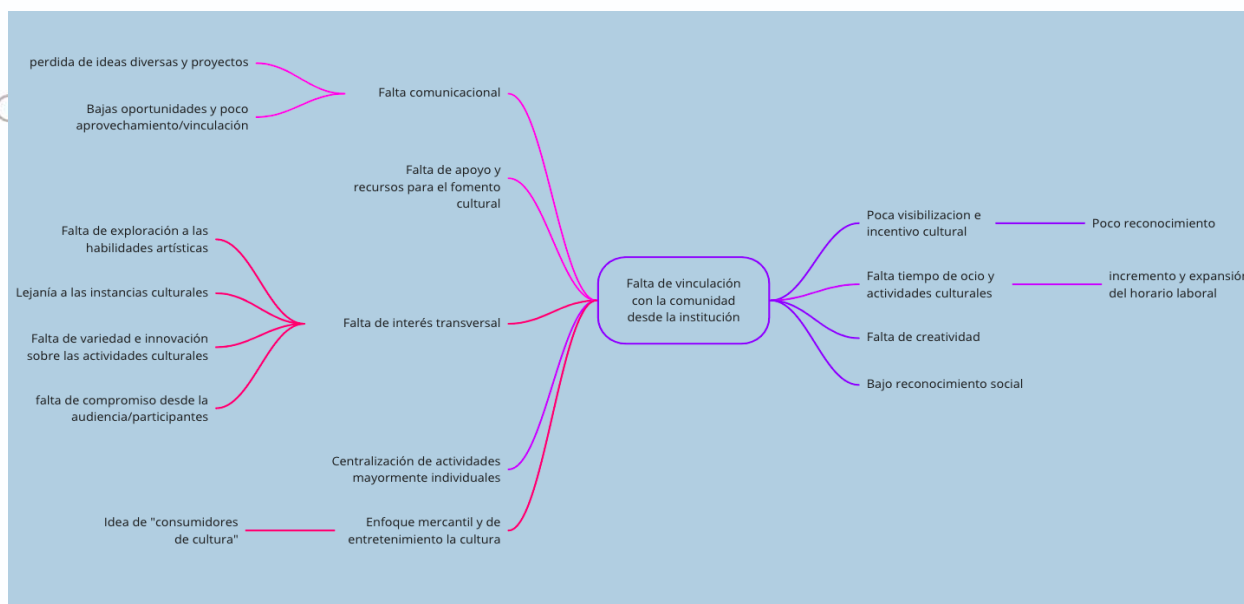 perdida de ideas diversas y proyectos
Bajas oportunidades y poco
aprovechamiento/vinculación
Falta comunicacional
Falta de apoyo y
recursos para el fomento
cultural
Falta de exploración a las
habilidades artísticas
Lejanía a las instancias culturales
Falta de variedad e innovación
sobre las actividades culturales
falta de compromiso desde la
audiencia/participantes
Falta de interés transversal
Centralización de actividades
mayormente individuales
Idea de "consumidores
de cultura"
Enfoque mercantil y de
entretenimiento la cultura
Falta de vinculación
con la comunidad
desde la institución
Poca visibilizacion e
incentivo cultural
Poco reconocimiento
Falta tiempo de ocio y
actividades culturales
incremento y expansión
del horario laboral
Falta de creatividad
Bajo reconocimiento social